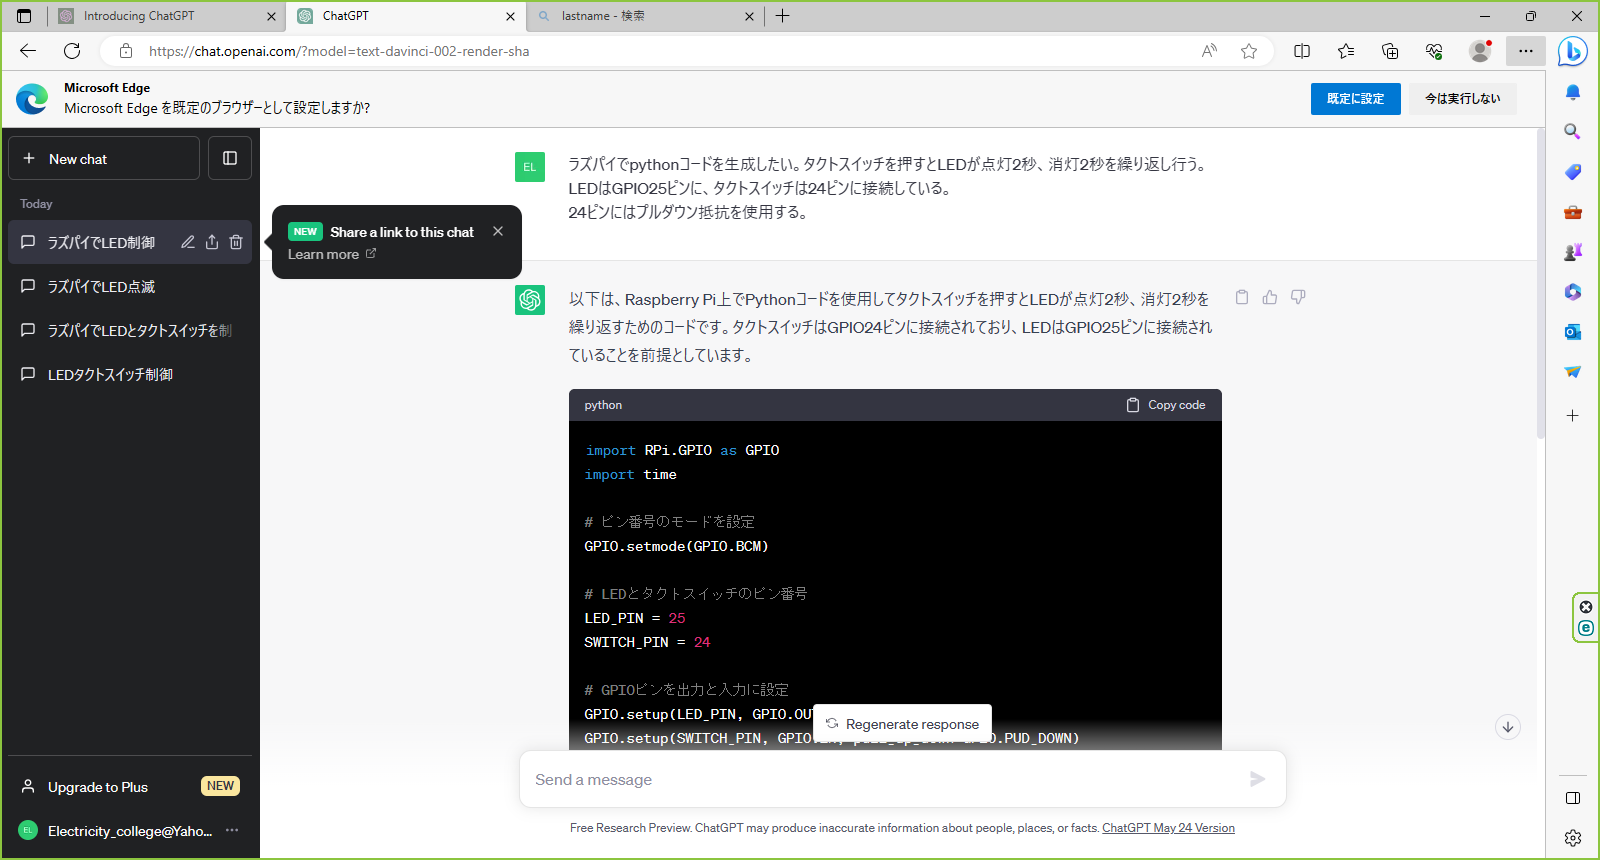 Introducing ChatGPT
ChatGPT
lastname - 検索
https://chat.openai.com/?model=text-davinci-002-render-sha
Microsoft Edge
Microsoft Edge を既定のブラウザーとして設定しますか?
既定に設定
今は実行しない
New chat
Today
ラズパイでLED制御
ラズパイでLED点滅
ラズパイでLEDとタクトスイッチを制
LEDタクトスイッチ制御
NEW Share a link to this chat
Learn more
EL
ラズパイでpythonコードを生成したい。タクトスイッチを押すとLEDが点灯2秒、消灯2秒を繰り返し行う。
LEDはGPIO25ピンに、タクトスイッチは24ピンに接続している。
24ピンにはプルダウン抵抗を使用する。
以下は、Raspberry Pi上でPythonコードを使用してタクトスイッチを押すとLEDが点灯2秒、消灯2秒を
繰り返すためのコードです。タクトスイッチはGPIO24ピンに接続されており、LEDはGPIO25ピンに接続され
ていることを前提としています。
python
Copy code
import RPi.GPIO as GPIO
import time
# ピン番号のモードを設定
GPIO.setmode(GPIO.BCM)
# LEDとタクトスイッチのピン番号
LED_PIN = 25
SWITCH_PIN = 24
# GPIOピンを出力と入力に設定
GPIO.setup(LED_PIN, GPIO.OU
Regenerate response
GPIO.setup(SWITCH_PIN, GPIO.IN, pull_up_down=GPIO.PUD_DOWN)
Send a message
Free Research Preview. ChatGPT may produce inaccurate information about people, places, or facts. ChatGPT May 24 Version
Upgrade to Plus
NEW
EL
Electricity_college@Yaho...